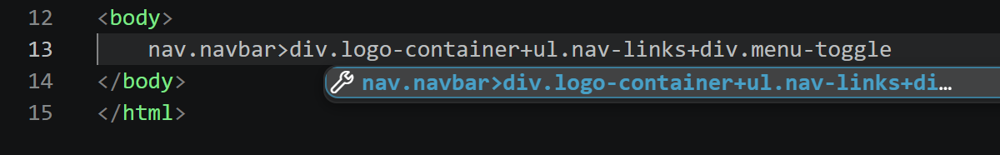 12 <body>
13 nav.navbar>div.logo-container+ul.nav-links+div.menu-toggle
14 </body> nav.navbar>div.logo-container+ul.nav-links+di…
15 </html>